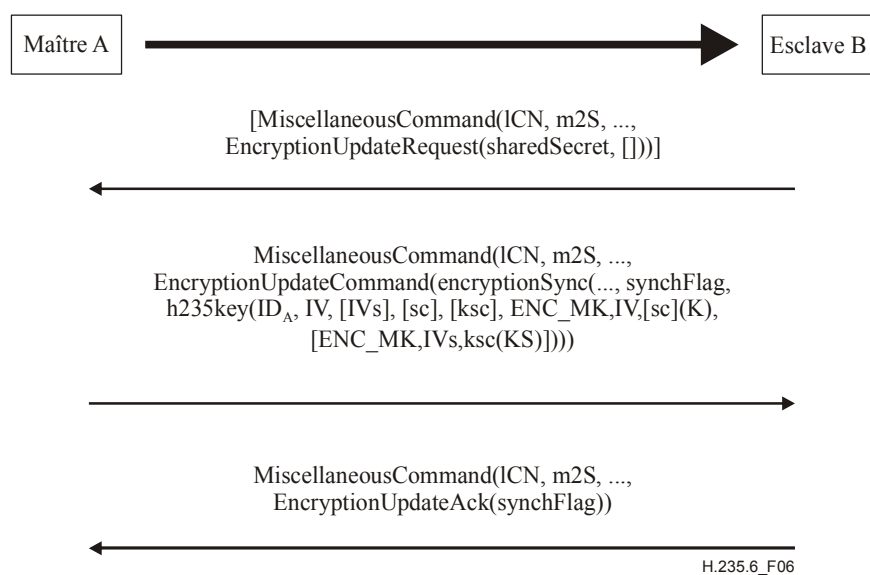 Maître A
Esclave B
[MiscellaneousCommand(lCN, m2S, ...,
EncryptionUpdateRequest(sharedSecret, []))]
MiscellaneousCommand(lCN, m2S, ...,
EncryptionUpdateCommand(encryptionSync(..., synchFlag,
h235key(ID_A, IV, [IVs], [sc], [ksc], ENC_MK,IV,[sc](K),
[ENC_MK,IVs,ksc(KS)])))
MiscellaneousCommand(lCN, m2S, ...,
EncryptionUpdateAck(synchFlag))
H.235.6_F06